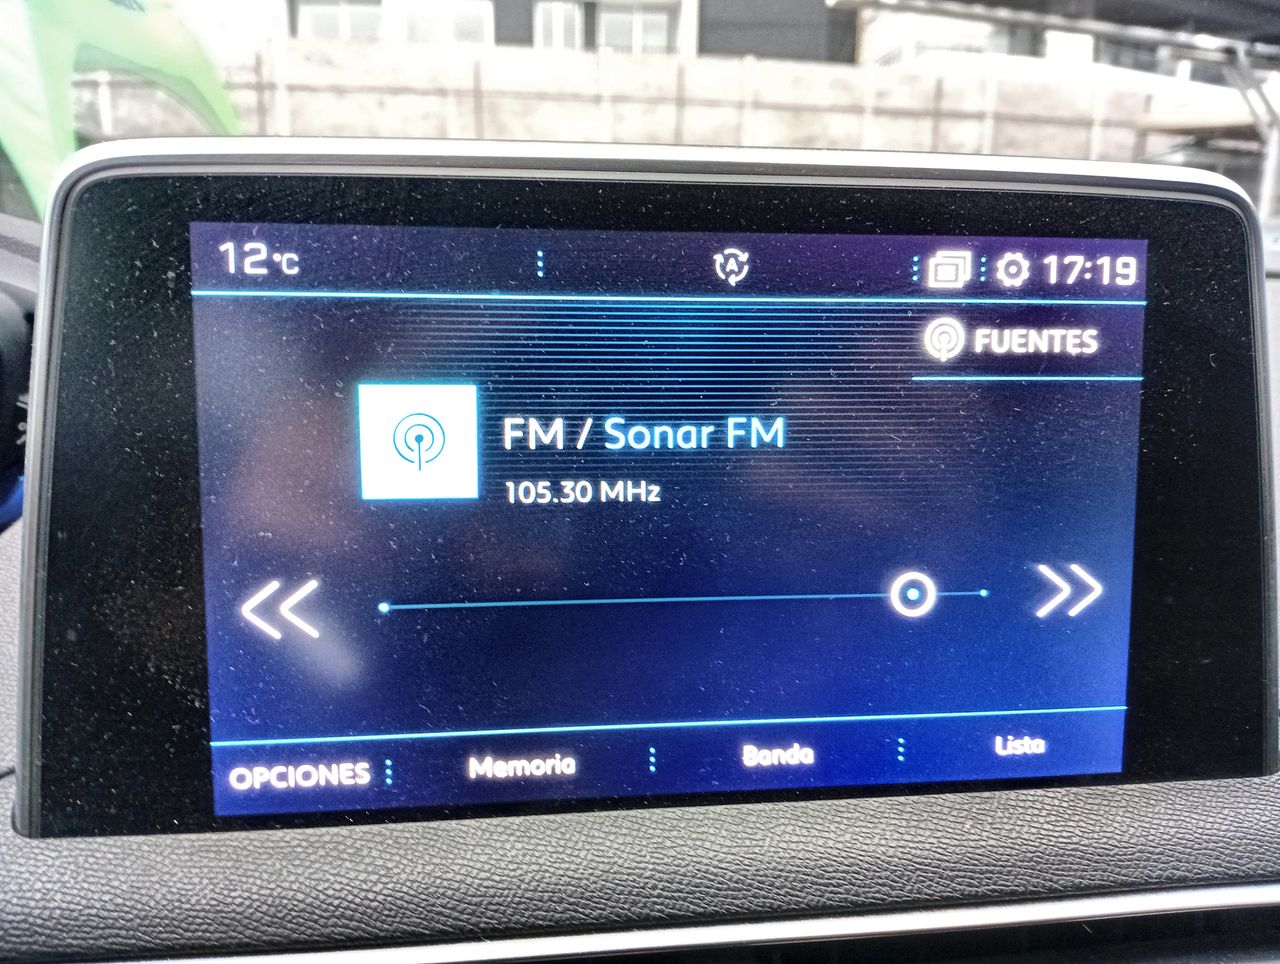 12°C
A
17:19
FUENTES
FM / Sonar FM
105.30 MHz
OPCIONES
Memoria
Banda
Lista